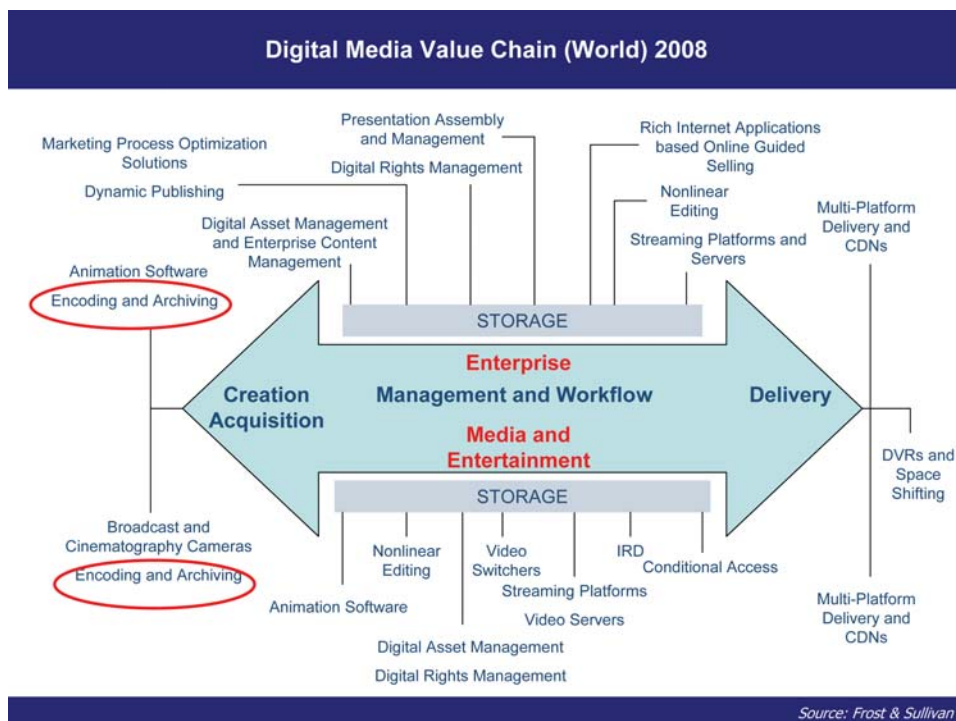 Digital Media Value Chain (World) 2008
Presentation Assembly
and Management
Digital Rights Management
Marketing Process Optimization
Solutions
Dynamic Publishing
Digital Asset Management
and Enterprise Content
Management
Rich Internet Applications
based Online Guided
Selling
Nonlinear
Editing
Streaming Platforms and
Servers
Multi-Platform
Delivery and
CDNs
Animation Software
Encoding and Archiving
STORAGE
Enterprise
Creation
Acquisition
Management and Workflow
Delivery
Media and
Entertainment
STORAGE
DVRs and
Space
Shifting
Broadcast and
Cinematography Cameras
Encoding and Archiving
Animation Software
Nonlinear
Editing
Digital Asset Management
Digital Rights Management
Video
Switchers
Streaming Platforms
Video Servers
IRD
Conditional Access
Multi-Platform
Delivery and
CDNs
Source: Frost & Sullivan